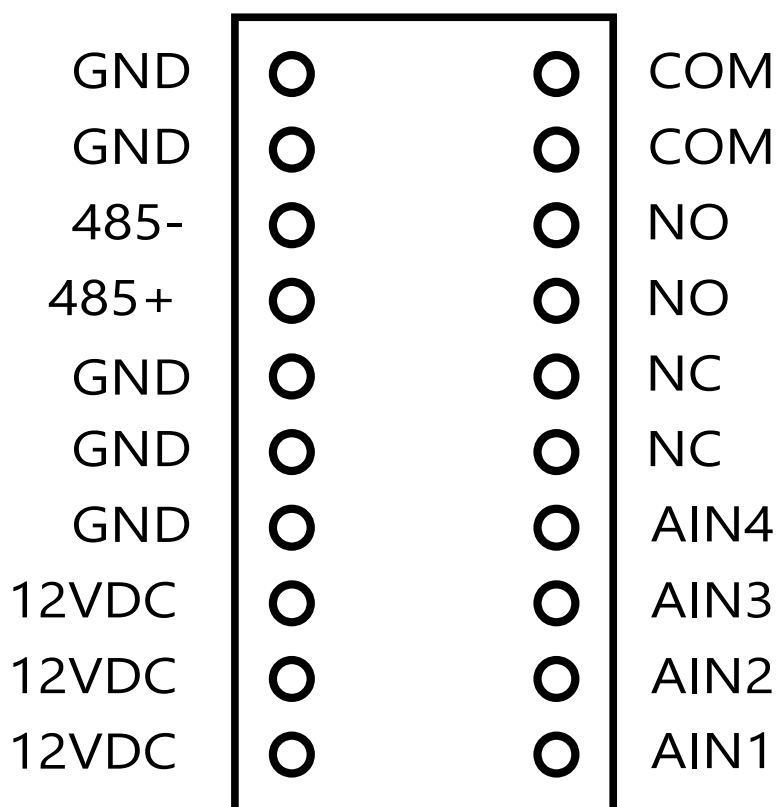 GND COM
GND COM
485- NO
485+ NO
GND NC
GND NC
GND AIN4
12VDC AIN3
12VDC AIN2
12VDC AIN1